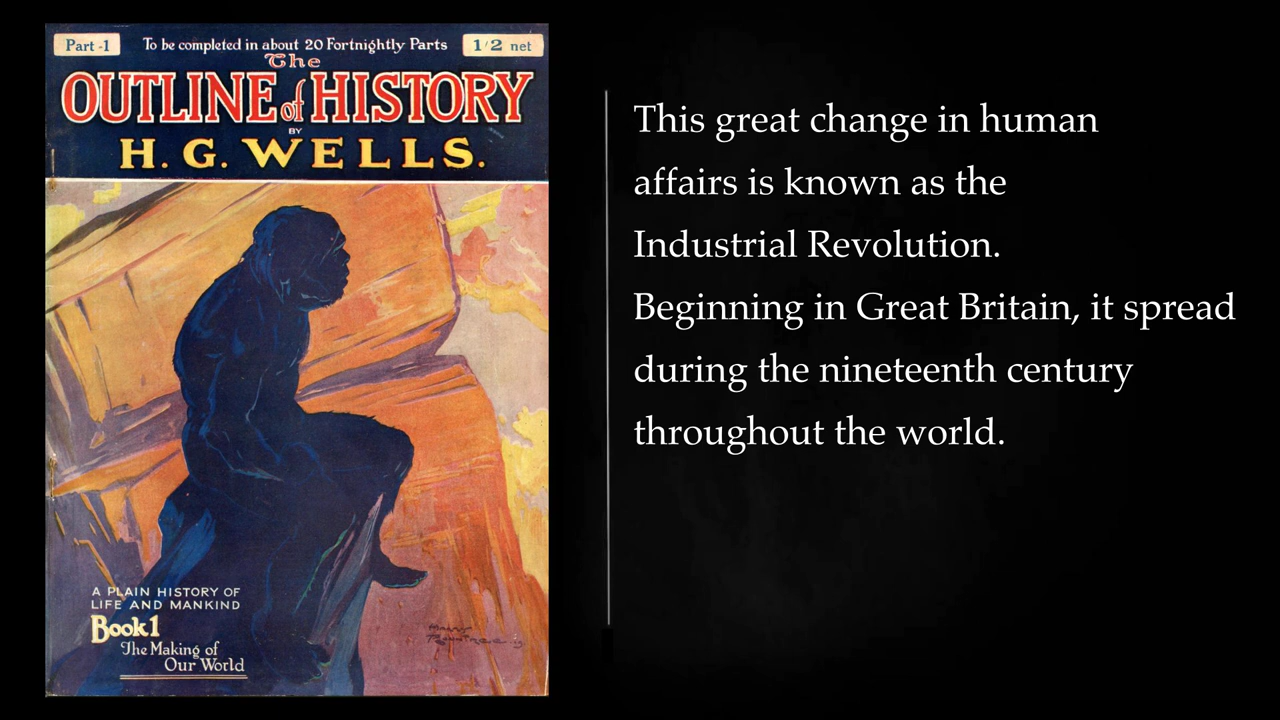 Part-1
To be completed in about 20 Fortnightly Parts
1/2 net
The
OUTLINE of HISTORY
BY
H. G. WELLS.
A PLAIN HISTORY OF
LIFE AND MANKIND
Book 1
The Making of
Our World
This great change in human
affairs is known as the
Industrial Revolution.
Beginning in Great Britain, it spread
during the nineteenth century
throughout the world.